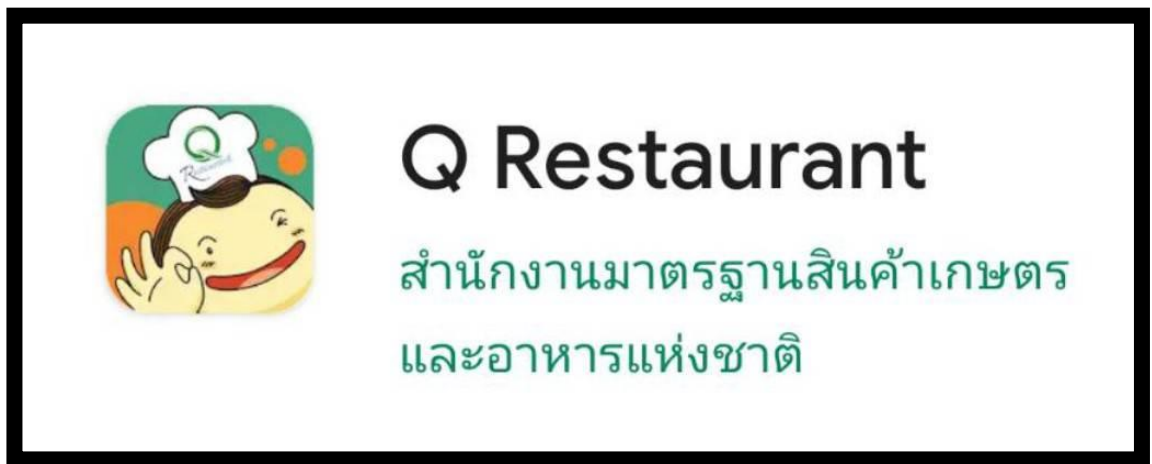 Q
Restaurant
Q Restaurant
สำนักงานมาตรฐานสินค้าเกษตร
และอาหารแห่งชาติ